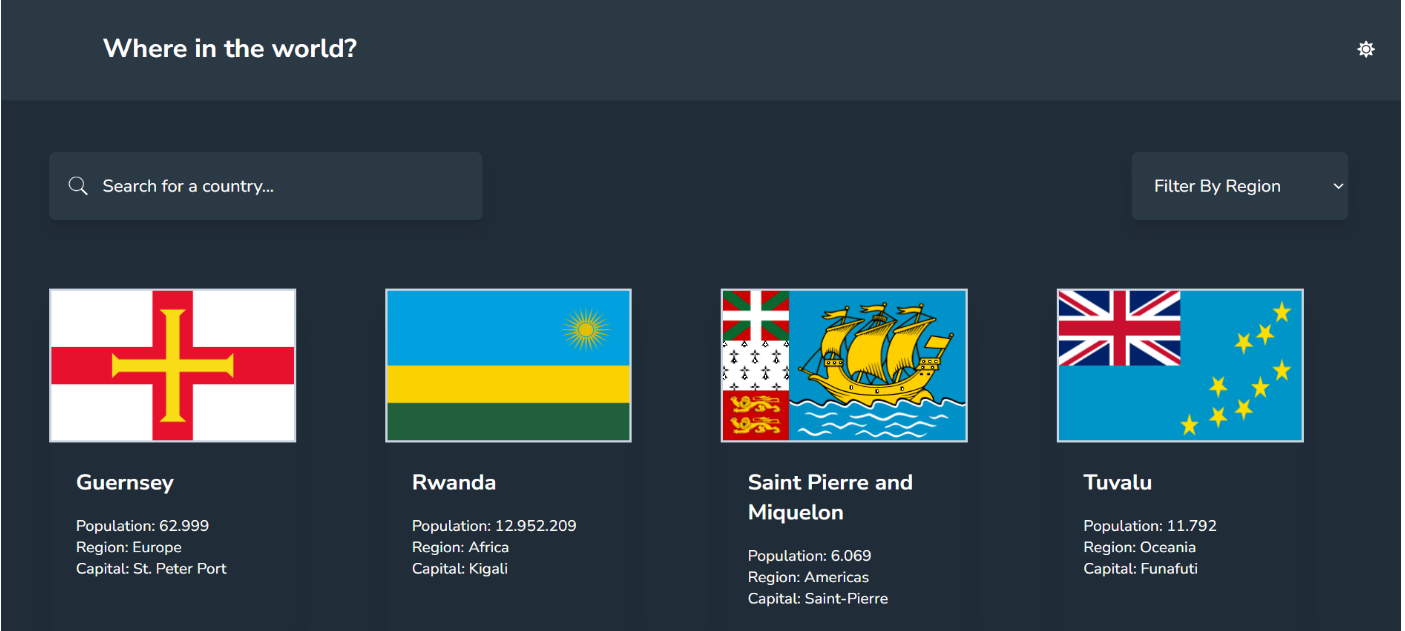 Where in the world?
Search for a country...
Filter By Region
Guernsey
Population: 62.999
Region: Europe
Capital: St. Peter Port
Rwanda
Population: 12.952.209
Region: Africa
Capital: Kigali
Saint Pierre and
Miquelon
Population: 6.069
Region: Americas
Capital: Saint-Pierre
Tuvalu
Population: 11.792
Region: Oceania
Capital: Funafuti